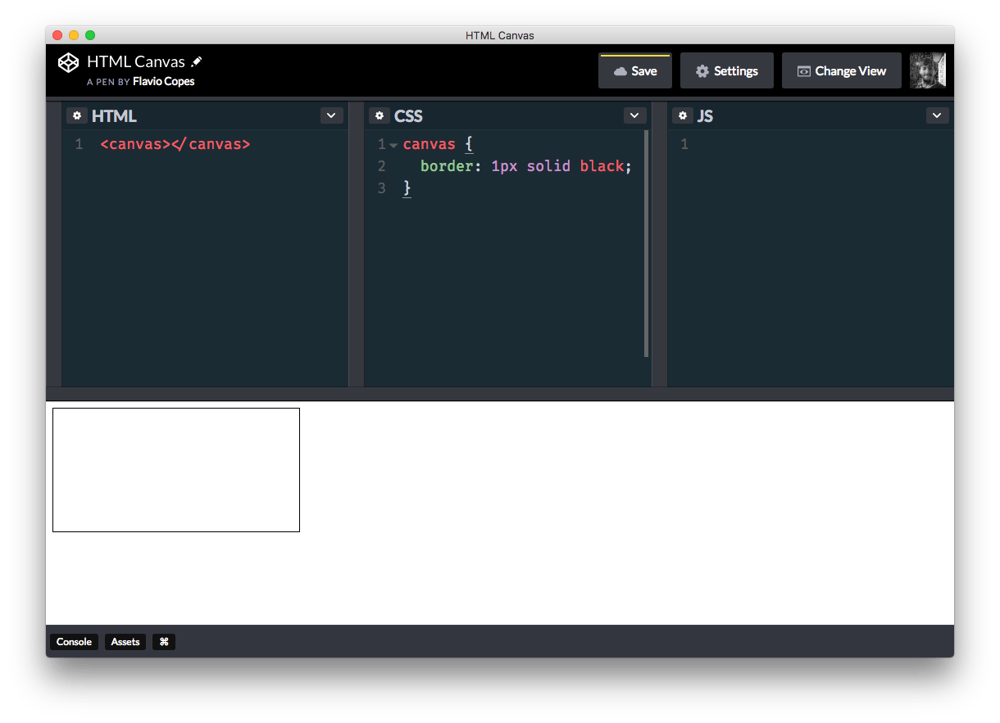 HTML Canvas
HTML Canvas
A PEN BY Flavio Copes
Save
Settings
Change View
HTML
1 <canvas></canvas>
CSS
1 canvas {
2 border: 1px solid black;
3 }
JS
1
Console
Assets
⌘